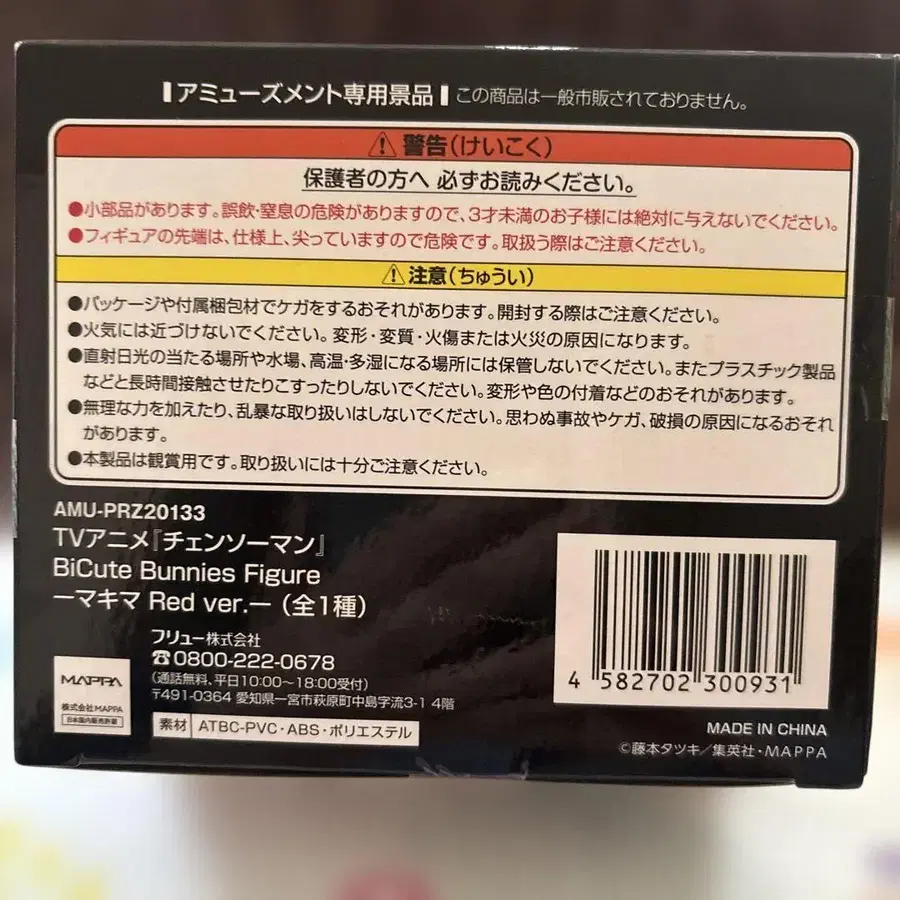 アミューズメント専用景品 この商品は一般市販されておりません。
警告(けいこく)
保護者の方へ 必ずお読みください。
●小部品があります。誤飲・窒息の危険がありますので、3才未満のお子様には絶対に与えないでください。
●フィギュアの先端は、仕様上、尖っていますので危険です。取扱う際はご注意ください。
注意(ちゅうい)
●パッケージや付属梱包材でケガをするおそれがあります。開封する際はご注意ください。
●火気には近づけないでください。変形・変質・火傷または火災の原因になります。
●直射日光の当たる場所や水場、高温・多湿になる場所には保管しないでください。またプラスチック製品
などと長時間接触させたりこすったりしないでください。変形や色の付着などのおそれがあります。
●無理な力を加えたり、乱暴な取り扱いはしないでください。思わぬ事故やケガ、破損の原因になるおそれ
があります。
●本製品は観賞用です。取り扱いには十分ご注意ください。
AMU-PRZ20133
TVアニメ『チェンソーマン』
BiCute Bunnies Figure
ーマキマ Red ver.ー (全1種)
フリュー株式会社
☎0800-222-0678
(通話無料、平日10:00〜18:00受付)
〒491-0364 愛知県一宮市萩原町中島字流3-1 4階
MAPPA
株式会社MAPPA
日本国内販売許諾
素材 ATBC-PVC・ABS・ポリエステル
4 582702 300931
MADE IN CHINA
©藤本タツキ/集英社・MAPPA